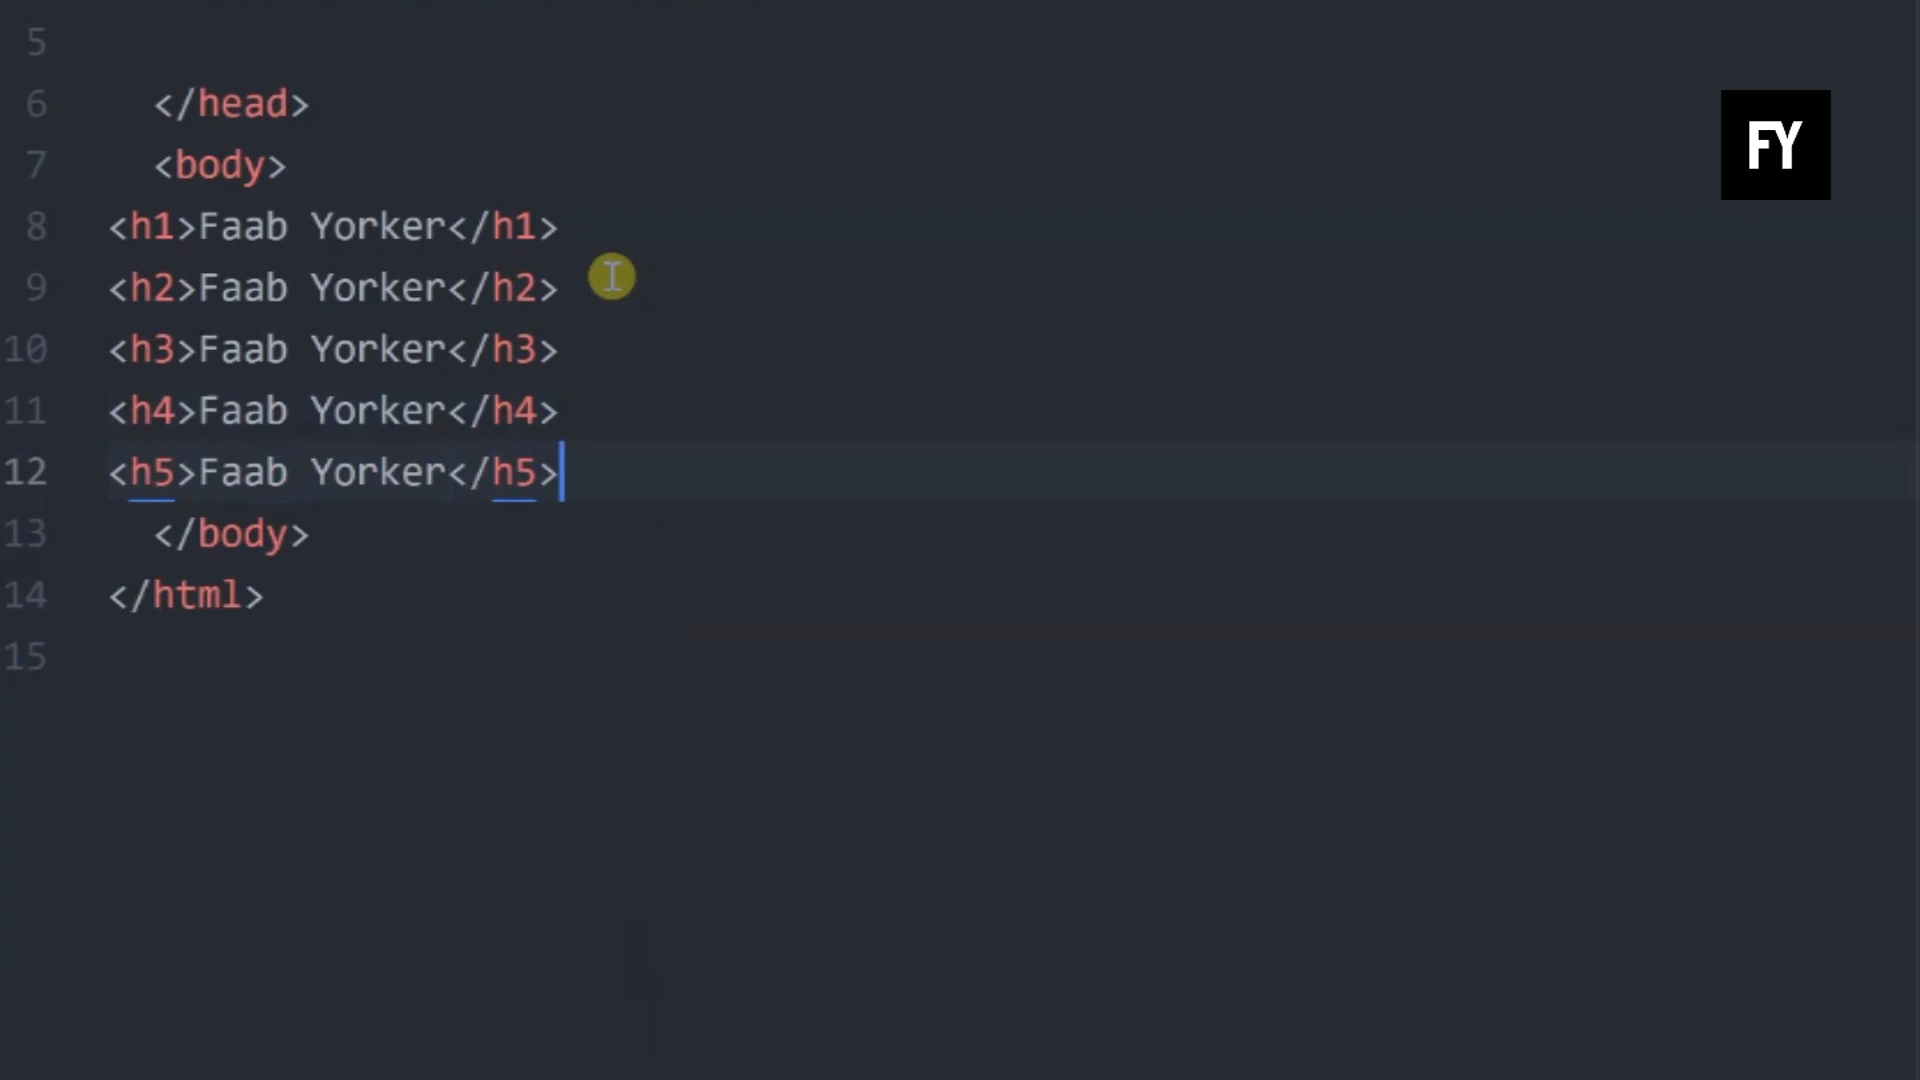 5
6 </head>
FY
7 <body>
8 <h1>Faab Yorker</h1>
9 <h2>Faab Yorker</h2>
10 <h3>Faab Yorker</h3>
11 <h4>Faab Yorker</h4>
12 <h5>Faab Yorker</h5>
13 </body>
14 </html>
15